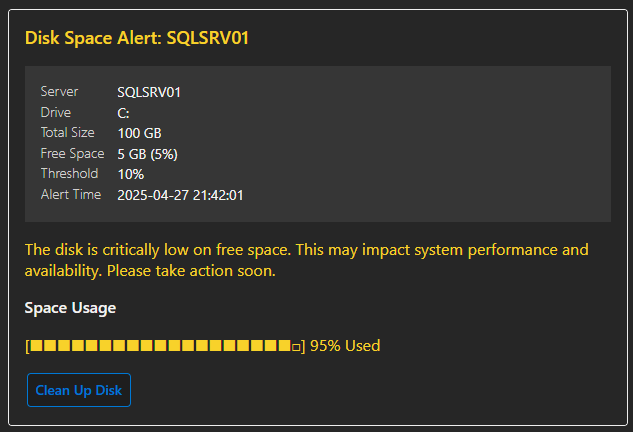 Disk Space Alert: SQLSRV01
Server SQLSRV01
Drive C:
Total Size 100 GB
Free Space 5 GB (5%)
Threshold 10%
Alert Time 2025-04-27 21:42:01
The disk is critically low on free space. This may impact system performance and
availability. Please take action soon.
Space Usage
[■■■■■■■■■■■■■■■■■■■□] 95% Used
Clean Up Disk